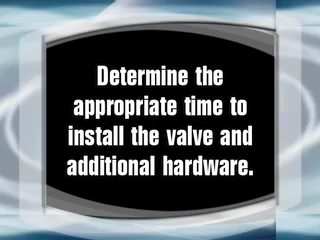 Determine the
appropriate time to
install the valve and
additional hardware.